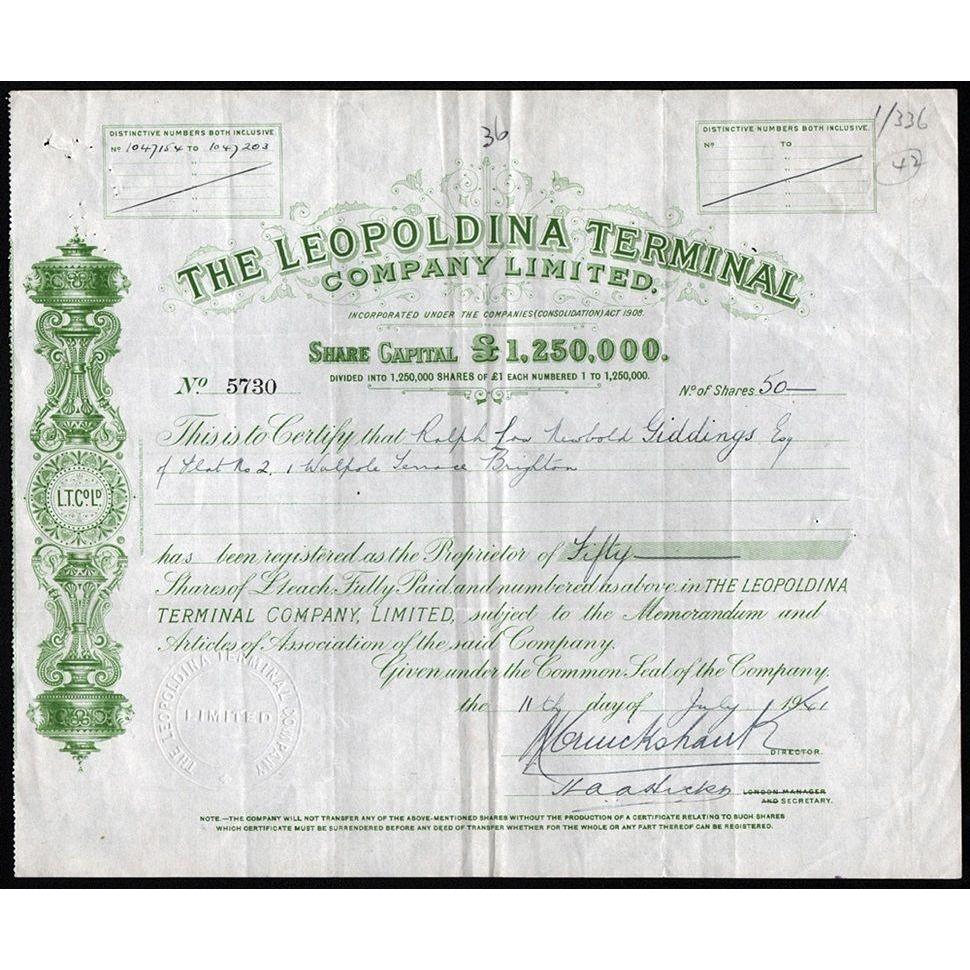 36
1/336
42
DISTINCTIVE NUMBERS BOTH INCLUSIVE
Nº 1047154 TO 1047203
DISTINCTIVE NUMBERS BOTH INCLUSIVE.
Nº TO
THE LEOPOLDINA TERMINAL
COMPANY LIMITED.
INCORPORATED UNDER THE COMPANIES (CONSOLIDATION) ACT 1908.
SHARE CAPITAL £1,250,000.
DIVIDED INTO 1,250,000 SHARES OF £1 EACH NUMBERED 1 TO 1,250,000.
Nº 5730
Nº of Shares 50
This is to Certify that Ralph Newbold Giddings Esq
of Flat No 2, 1 Walpole Terrace Brighton
L.T.Cº Lº
has been registered as the Proprietor of Fifty
Shares of £1 each, Fully Paid, and numbered as above in THE LEOPOLDINA
TERMINAL COMPANY, LIMITED, subject to the Memorandum and
Articles of Association of the said Company.
Given under the Common Seal of the Company.
the 11th day of July 1941
THE LEOPOLDINA TERMINAL COMPANY
LIMITED
DIRECTOR.
LONDON MANAGER
AND SECRETARY.
NOTE.—THE COMPANY WILL NOT TRANSFER ANY OF THE ABOVE-MENTIONED SHARES WITHOUT THE PRODUCTION OF A CERTIFICATE RELATING TO SUCH SHARES
WHICH CERTIFICATE MUST BE SURRENDERED BEFORE ANY DEED OF TRANSFER WHETHER FOR THE WHOLE OR ANY PART THEREOF CAN BE REGISTERED.